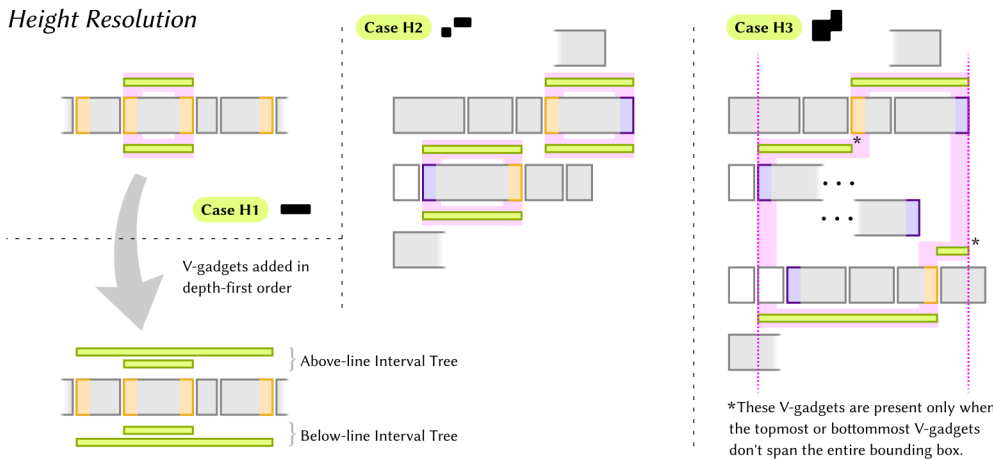 Height Resolution
Case H1
V-gadgets added in
depth-first order
Above-line Interval Tree
Below-line Interval Tree
Case H2
Case H3
*
• • •
• • •
*
*These V-gadgets are present only when
the topmost or bottommost V-gadgets
don't span the entire bounding box.